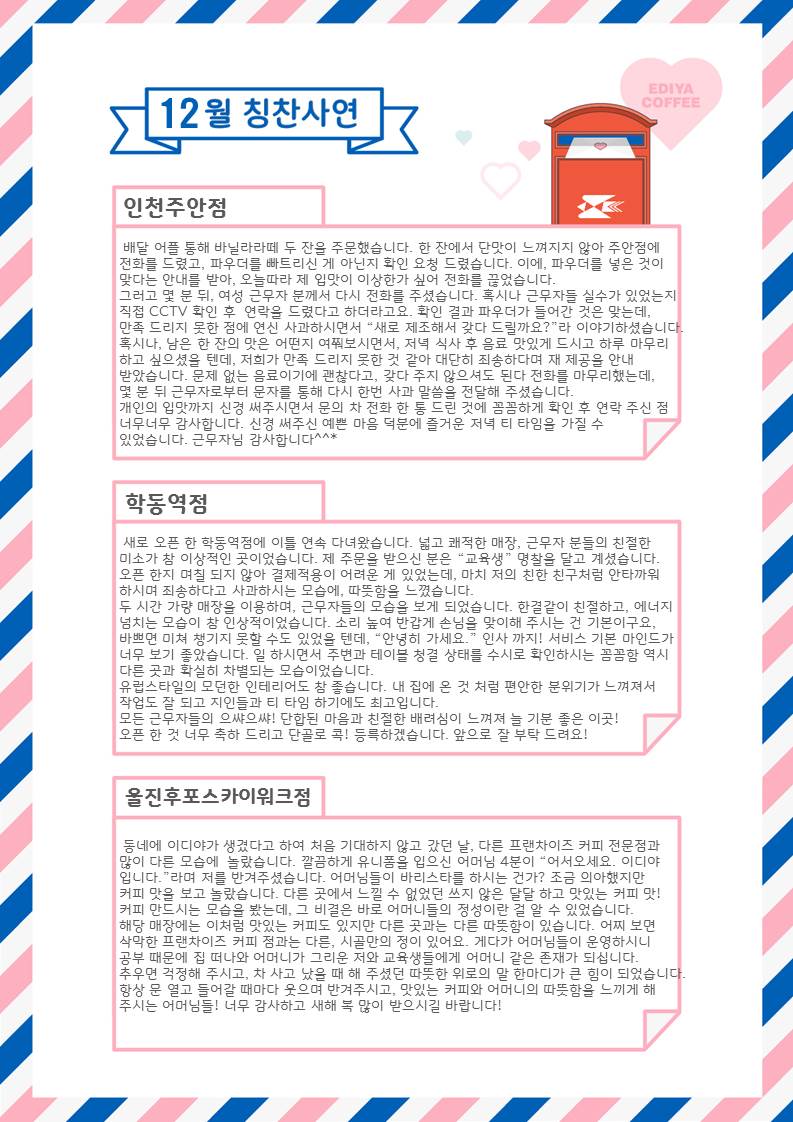 EDIYA
COFFEE
12월 칭찬사연
인천주안점
배달 어플 통해 바닐라라떼 두 잔을 주문했습니다. 한 잔에서 단맛이 느껴지지 않아 주안점에
전화를 드렸고, 파우더를 빠트리신 게 아닌지 확인 요청 드렸습니다. 이에, 파우더를 넣은 것이
맞다는 안내를 받아, 오늘따라 제 입맛이 이상한가 싶어 전화를 끊었습니다.
그러고 몇 분 뒤, 여성 근무자 분께서 다시 전화를 주셨습니다. 혹시나 근무자들 실수가 있었는지
직접 CCTV 확인 후 연락을 드렸다고 하더라고요. 확인 결과 파우더가 들어간 것은 맞는데,
만족 드리지 못한 점에 연신 사과하시면서 “새로 제조해서 갖다 드릴까요?”라 이야기하셨습니다.
혹시나, 남은 한 잔의 맛은 어떤지 여쭤보시면서, 저녁 식사 후 음료 맛있게 드시고 하루 마무리
하고 싶으셨을 텐데, 저희가 만족 드리지 못한 것 같아 대단히 죄송하다며 재 제공을 안내
받았습니다. 문제 없는 음료이기에 괜찮다고, 갖다 주지 않으셔도 된다 전화를 마무리했는데,
몇 분 뒤 근무자로부터 문자를 통해 다시 한번 사과 말씀을 전달해 주셨습니다.
개인의 입맛까지 신경 써주시면서 문의 차 전화 한 통 드린 것에 꼼꼼하게 확인 후 연락 주신 점
너무너무 감사합니다. 신경 써주신 예쁜 마음 덕분에 즐거운 저녁 티 타임을 가질 수
있었습니다. 근무자님 감사합니다^^*
학동역점
새로 오픈 한 학동역점에 이틀 연속 다녀왔습니다. 넓고 쾌적한 매장, 근무자 분들의 친절한
미소가 참 이상적인 곳이었습니다. 제 주문을 받으신 분은 “교육생” 명찰을 달고 계셨습니다.
오픈 한지 며칠 되지 않아 결제적용이 어려운 게 있었는데, 마치 저의 친한 친구처럼 안타까워
하시며 죄송하다고 사과하시는 모습에, 따뜻함을 느꼈습니다.
두 시간 가량 매장을 이용하며, 근무자들의 모습을 보게 되었습니다. 한결같이 친절하고, 에너지
넘치는 모습이 참 인상적이었습니다. 소리 높여 반갑게 손님을 맞이해 주시는 건 기본이구요,
바쁘면 미쳐 챙기지 못할 수도 있었을 텐데, “안녕히 가세요.” 인사 까지! 서비스 기본 마인드가
너무 보기 좋았습니다. 일 하시면서 주변과 테이블 청결 상태를 수시로 확인하시는 꼼꼼함 역시
다른 곳과 확실히 차별되는 모습이었습니다.
유럽스타일의 모던한 인테리어도 참 좋습니다. 내 집에 온 것 처럼 편안한 분위기가 느껴져서
작업도 잘 되고 지인들과 티 타임 하기에도 최고입니다.
모든 근무자들의 으쌰으쌰! 단합된 마음과 친절한 배려심이 느껴져 늘 기분 좋은 이곳!
오픈 한 것 너무 축하 드리고 단골로 콕! 등록하겠습니다. 앞으로 잘 부탁 드려요!
울진후포스카이워크점
동네에 이디야가 생겼다고 하여 처음 기대하지 않고 갔던 날, 다른 프랜차이즈 커피 전문점과
많이 다른 모습에 놀랐습니다. 깔끔하게 유니폼을 입으신 어머님 4분이 “어서오세요. 이디야
입니다.”라며 저를 반겨주셨습니다. 어머님들이 바리스타를 하시는 건가? 조금 의아했지만
커피 맛을 보고 놀랐습니다. 다른 곳에서 느낄 수 없었던 쓰지 않은 달달 하고 맛있는 커피 맛!
커피 만드시는 모습을 봤는데, 그 비결은 바로 어머니들의 정성이란 걸 알 수 있었습니다.
해당 매장에는 이처럼 맛있는 커피도 있지만 다른 곳과는 다른 따뜻함이 있습니다. 어찌 보면
삭막한 프랜차이즈 커피 점과는 다른, 시골만의 정이 있어요. 게다가 어머님들이 운영하시니
공부 때문에 집 떠나와 어머니가 그리운 저와 교육생들에게 어머니 같은 존재가 되십니다.
추우면 걱정해 주시고, 차 사고 났을 때 해 주셨던 따뜻한 위로의 말 한마디가 큰 힘이 되었습니다.
항상 문 열고 들어갈 때마다 웃으며 반겨주시고, 맛있는 커피와 어머니의 따뜻함을 느끼게 해
주시는 어머님들! 너무 감사하고 새해 복 많이 받으시길 바랍니다!